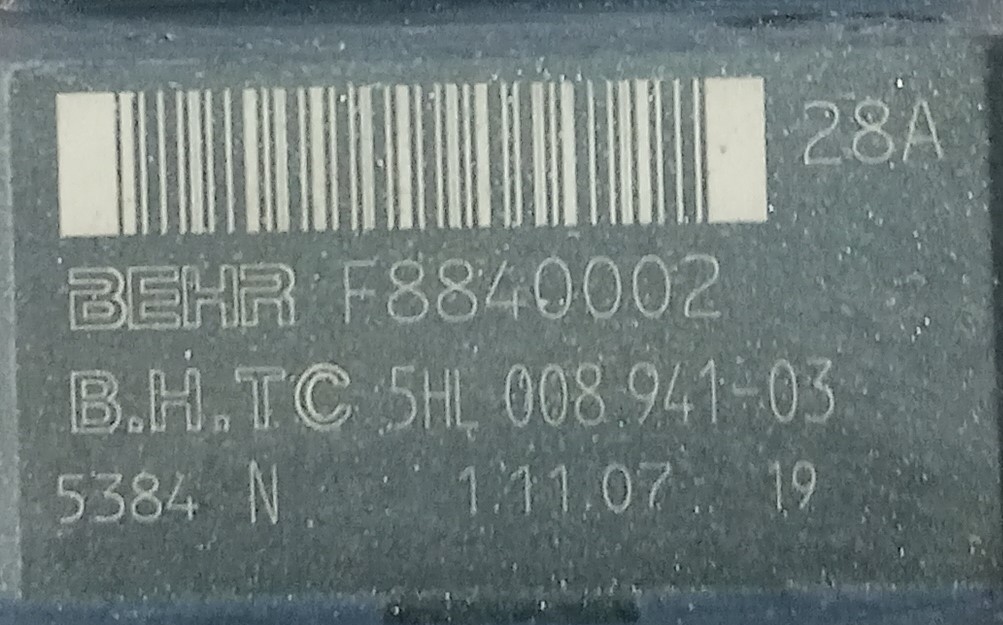 28A
BEHR F8840002
B.H.TC 5HL 008 941-03
5384 N 1.11.07 19